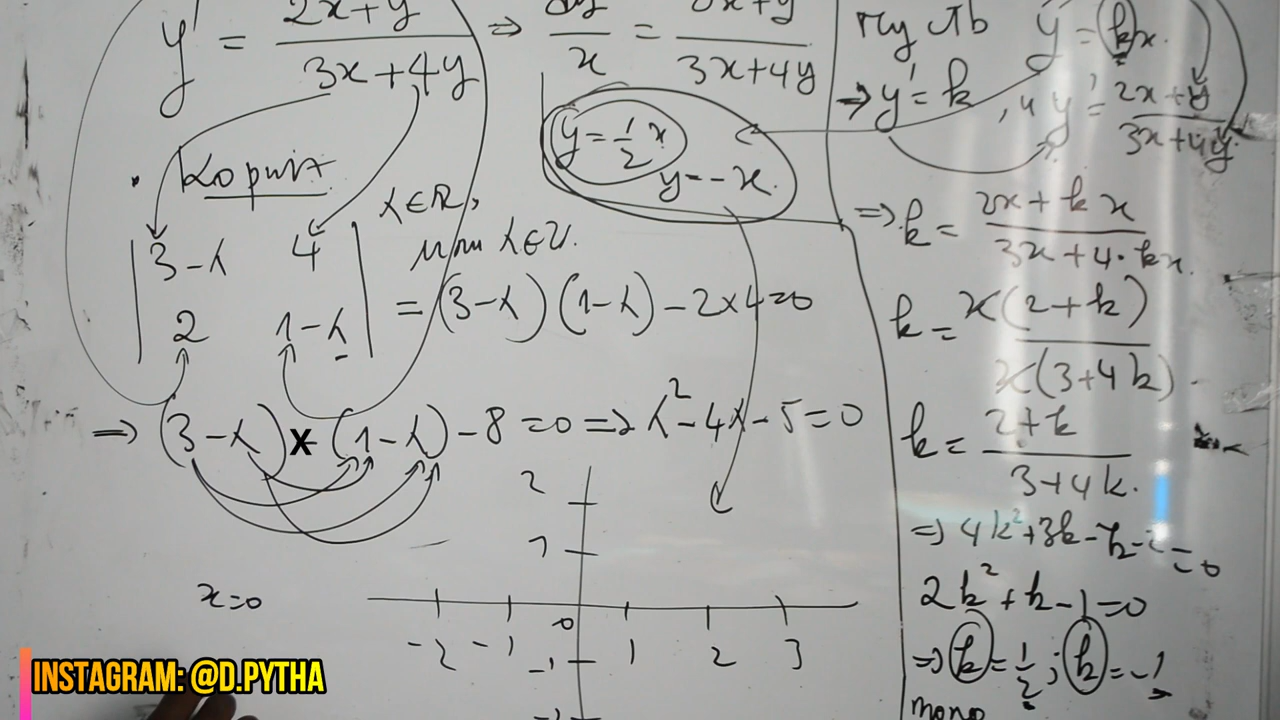 y' = (2x+y)/(3x+4y) ⇒ dy/x = x+y/(3x+4y)
Пусть y = kx.
⇒ y' = k, и y' = (2x+y)/(3x+4y)
y = 1/2 x
y = -x.
. Корит
λ∈ℝ,
или λ∈
⇒ k = (2x + kx)/(3x + 4·kx.)
|3-λ 4|
|2 1-λ| = (3-λ)(1-λ) - 2×4=0
k = x(2+k)/x(3+4k)
⇒ (3-λ) x (1-λ) - 8 = 0 ⇒ λ² - 4λ - 5 = 0
k = (2+k)/(3+4k.)
⇒ 4k²+3k-k-2=0
2k²+k-1=0
⇒ k = 1/2 ; k = -1
2
1
x=0
0
-2 -1 1 2 3
-1
INSTAGRAM: @D.PYTHA